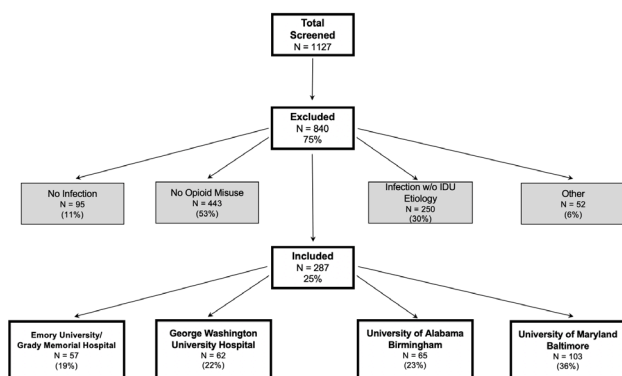 Total
Screened
N = 1127
Excluded
N = 840
75%
No Infection
N = 95
(11%)
No Opioid Misuse
N = 443
(53%)
Infection w/o IDU
Etiology
N = 250
(30%)
Other
N = 52
(6%)
Included
N = 287
25%
Emory University/
Grady Memorial Hospital
N = 57
(19%)
George Washington
University Hospital
N = 62
(22%)
University of Alabama
Birmingham
N = 65
(23%)
University of Maryland
Baltimore
N = 103
(36%)